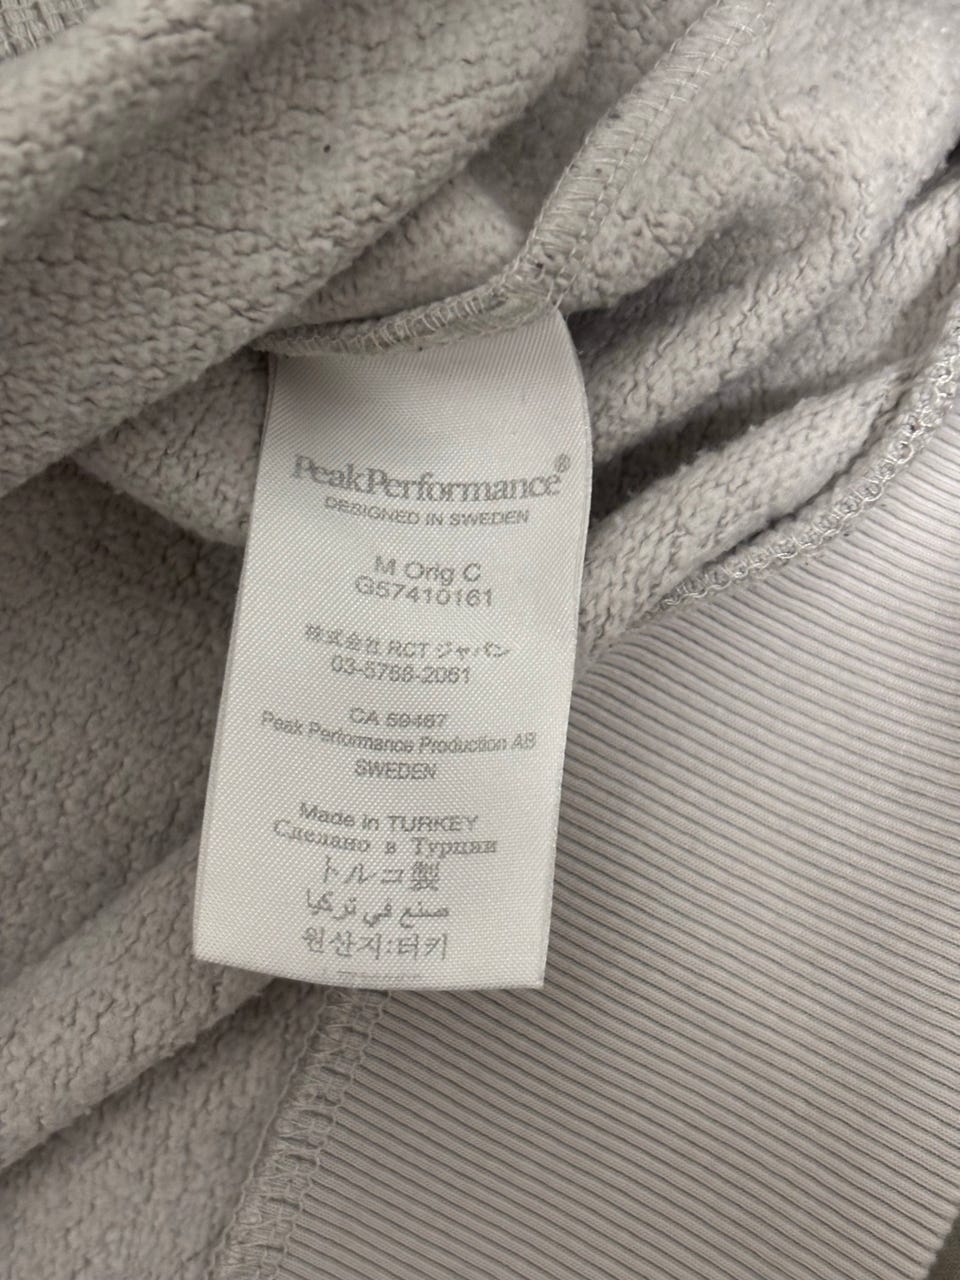 PeakPerformance®
DESIGNED IN SWEDEN
M Orig C
G57410161
株式会社 RCT ジャパン
03-5766-2061
CA 59467
Peak Performance Production AB
SWEDEN
Made in TURKEY
Сделано в Турции
トルコ製
صنع في تركيا
원산지:터키